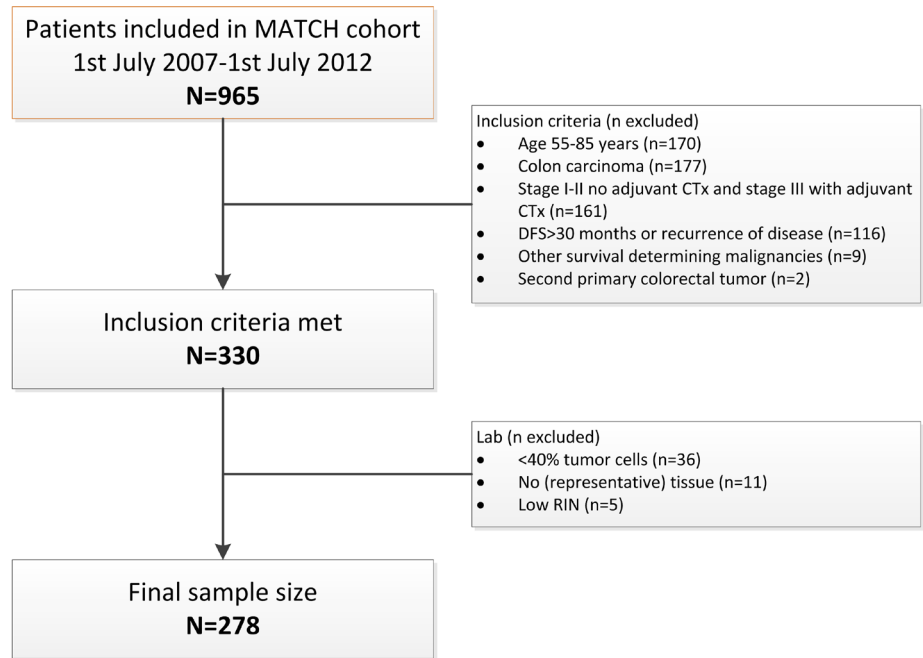 Patients included in MATCH cohort
1st July 2007-1st July 2012
N=965
Inclusion criteria (n excluded)
• Age 55-85 years (n=170)
• Colon carcinoma (n=177)
• Stage I-II no adjuvant CTx and stage III with adjuvant
CTx (n=161)
• DFS>30 months or recurrence of disease (n=116)
• Other survival determining malignancies (n=9)
• Second primary colorectal tumor (n=2)
Inclusion criteria met
N=330
Lab (n excluded)
• <40% tumor cells (n=36)
• No (representative) tissue (n=11)
• Low RIN (n=5)
Final sample size
N=278